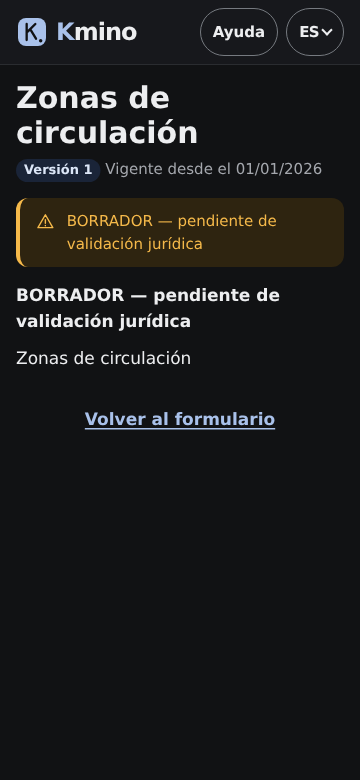 K. Kmino
Ayuda
ES
Zonas de
circulación
Versión 1 Vigente desde el 01/01/2026
BORRADOR — pendiente de
validación jurídica
BORRADOR — pendiente de
validación jurídica
Zonas de circulación
Volver al formulario